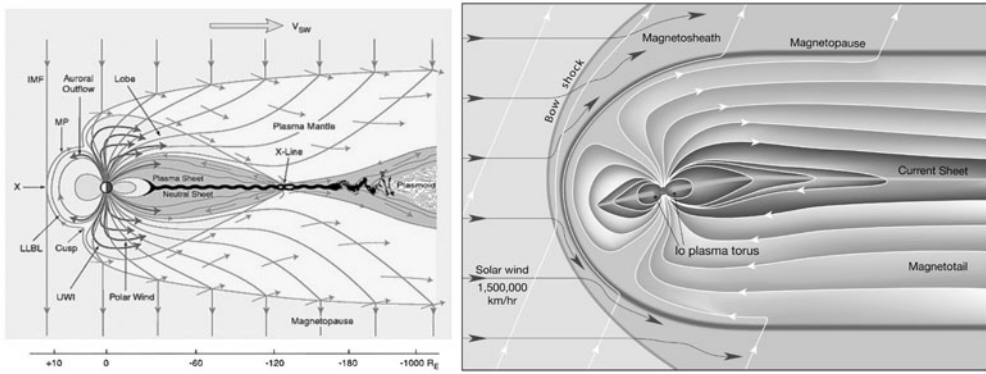 V_SW
IMF
Auroral
Outflow
Lobe
MP
Plasma Mantle
X-Line
Plasma Sheet
Neutral Sheet
Plasmoid
X
LLBL
Cusp
UWI
Polar Wind
Magnetopause
+10 0 -60 -120 -180 -1000 R_E
Magnetosheath
Magnetopause
Bow shock
Current Sheet
Io plasma torus
Solar wind
1,500,000
km/hr
Magnetotail